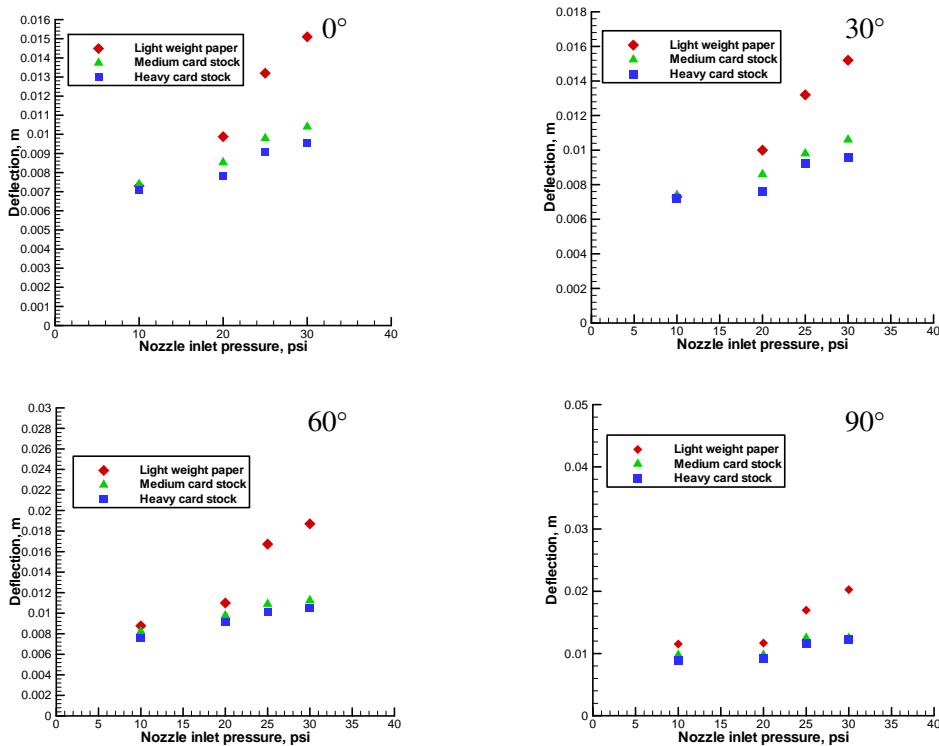 0°
0.016
0.015
0.014
0.013
0.012
0.011
0.01
0.009
0.008
0.007
0.006
0.005
0.004
0.003
0.002
0.001
0
Deflection, m
Light weight paper
Medium card stock
Heavy card stock
0 10 20 30 40
Nozzle inlet pressure, psi
30°
0.018
0.016
0.014
0.012
0.01
0.008
0.006
0.004
0.002
0
Deflection, m
Light weight paper
Medium card stock
Heavy card stock
0 5 10 15 20 25 30 35 40
Nozzle inlet pressure, psi
60°
0.03
0.028
0.026
0.024
0.022
0.02
0.018
0.016
0.014
0.012
0.01
0.008
0.006
0.004
0.002
0
Deflection, m
Light weight paper
Medium card stock
Heavy card stock
0 5 10 15 20 25 30 35 40
Nozzle inlet pressure, psi
90°
0.05
0.04
0.03
0.02
0.01
0
Deflection, m
Light weight paper
Medium card stock
Heavy card stock
0 5 10 15 20 25 30 35 40
Nozzle inlet pressure, psi